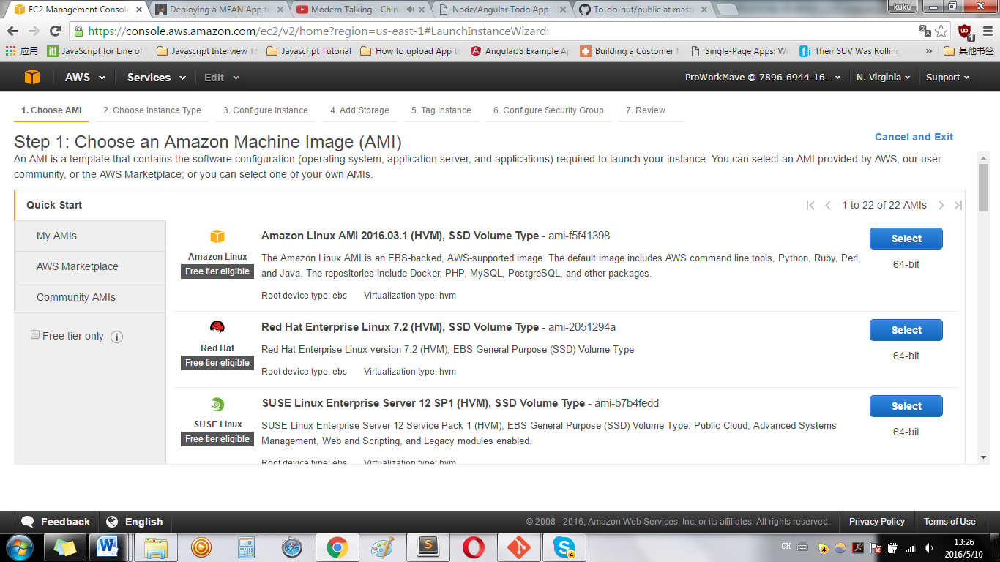 EC2 Management Console
Deploying a MEAN App to
Modern Talking - China
Node/Angular Todo App
To-do-nut/public at mast
kuku
https://console.aws.amazon.com/ec2/v2/home?region=us-east-1#LaunchInstanceWizard:
应用
it!
JavaScript for Line of
Javascript Interview
Javascript Tutorial
How to upload App to
AngularJS Example
Building a Customer
Single-Page Apps:
Their SUV Was Rolling
»
其他书签
AWS
Services
Edit
ProWorkMave @ 7896-6944-16...
N. Virginia
Support
1. Choose AMI
2. Choose Instance Type
3. Configure Instance
4. Add Storage
5. Tag Instance
6. Configure Security Group
7. Review
Step 1: Choose an Amazon Machine Image (AMI)
Cancel and Exit
An AMI is a template that contains the software configuration (operating system, application server, and applications) required to launch your instance. You can select an AMI provided by AWS, our user
community, or the AWS Marketplace; or you can select one of your own AMIs.
Quick Start
1 to 22 of 22 AMIs
My AMIs
AWS Marketplace
Community AMIs
Free tier only
Amazon Linux
Free tier eligible
Amazon Linux AMI 2016.03.1 (HVM), SSD Volume Type - ami-f5f41398
The Amazon Linux AMI is an EBS-backed, AWS-supported image. The default image includes AWS command line tools, Python, Ruby, Perl,
and Java. The repositories include Docker, PHP, MySQL, PostgreSQL, and other packages.
Root device type: ebs Virtualization type: hvm
Select
64-bit
Red Hat
Free tier eligible
Red Hat Enterprise Linux 7.2 (HVM), SSD Volume Type - ami-2051294a
Red Hat Enterprise Linux version 7.2 (HVM), EBS General Purpose (SSD) Volume Type
Root device type: ebs Virtualization type: hvm
Select
64-bit
SUSE Linux
Free tier eligible
SUSE Linux Enterprise Server 12 SP1 (HVM), SSD Volume Type - ami-b7b4fedd
SUSE Linux Enterprise Server 12 Service Pack 1 (HVM), EBS General Purpose (SSD) Volume Type. Public Cloud, Advanced Systems
Management, Web and Scripting, and Legacy modules enabled.
Root device type: ebs Virtualization type: hvm
Select
64-bit
Feedback
English
© 2008 - 2016, Amazon Web Services, Inc. or its affiliates. All rights reserved.
Privacy Policy
Terms of Use
CH
13:26
2016/5/10